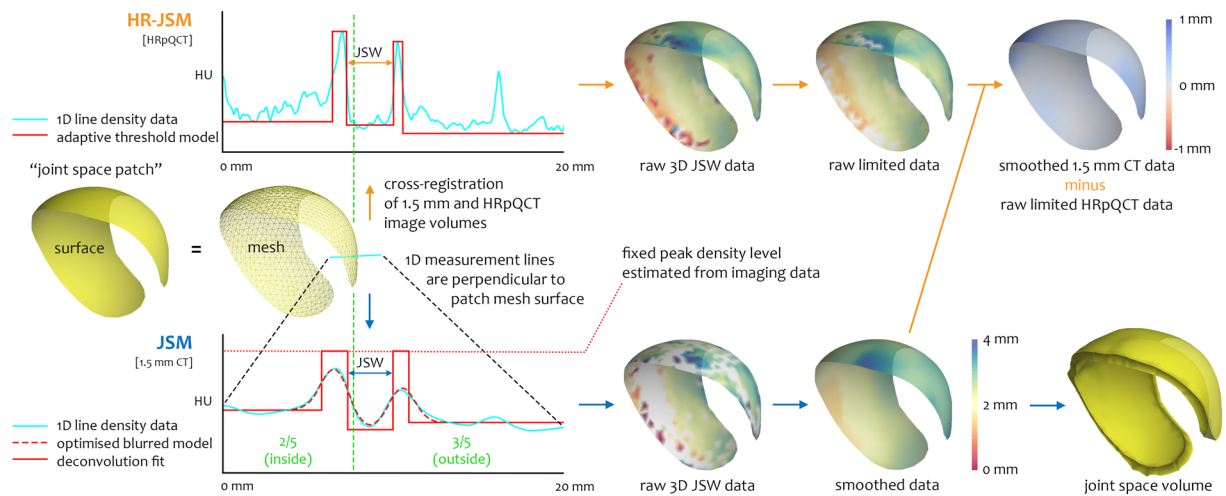 HR-JSM
[HRpQCT]
HU
JSW
1D line density data
adaptive threshold model
0 mm
20 mm
raw 3D JSW data
raw limited data
1 mm
0 mm
-1 mm
smoothed 1.5 mm CT data
minus
raw limited HRpQCT data
“joint space patch”
surface
=
mesh
cross-registration
of 1.5 mm and HRpQCT
image volumes
1D measurement lines
are perpendicular to
patch mesh surface
fixed peak density level
estimated from imaging data
JSM
[1.5 mm CT]
HU
JSW
1D line density data
optimised blurred model
deconvolution fit
2/5
(inside)
3/5
(outside)
0 mm
20 mm
raw 3D JSW data
smoothed data
4 mm
2 mm
0 mm
joint space volume